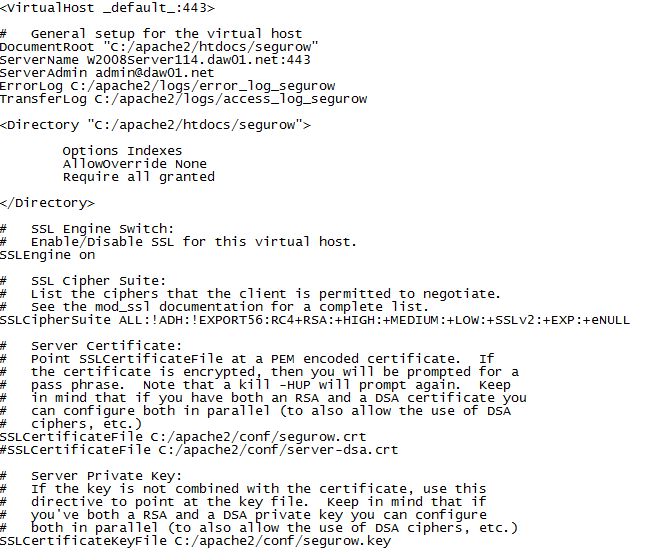 <VirtualHost _default_:443>
#   General setup for the virtual host
DocumentRoot "C:/apache2/htdocs/segurow"
ServerName W2008Server114.daw01.net:443
ServerAdmin admin@daw01.net
ErrorLog C:/apache2/logs/error_log_segurow
TransferLog C:/apache2/logs/access_log_segurow
<Directory "C:/apache2/htdocs/segurow">
Options Indexes
AllowOverride None
Require all granted
</Directory>
#   SSL Engine Switch:
#   Enable/Disable SSL for this virtual host.
SSLEngine on
#   SSL Cipher Suite:
#   List the ciphers that the client is permitted to negotiate.
#   See the mod_ssl documentation for a complete list.
SSLCipherSuite ALL:!ADH:!EXPORT56:RC4+RSA:+HIGH:+MEDIUM:+LOW:+SSLv2:+EXP:+eNULL
#   Server Certificate:
#   Point SSLCertificateFile at a PEM encoded certificate.  If
#   the certificate is encrypted, then you will be prompted for a
#   pass phrase.  Note that a kill -HUP will prompt again.  Keep
#   in mind that if you have both an RSA and a DSA certificate you
#   can configure both in parallel (to also allow the use of DSA
#   ciphers, etc.)
SSLCertificateFile C:/apache2/conf/segurow.crt
#SSLCertificateFile C:/apache2/conf/server-dsa.crt
#   Server Private Key:
#   If the key is not combined with the certificate, use this
#   directive to point at the key file.  Keep in mind that if
#   you've both a RSA and a DSA private key you can configure
#   both in parallel (to also allow the use of DSA ciphers, etc.)
SSLCertificateKeyFile C:/apache2/conf/segurow.key